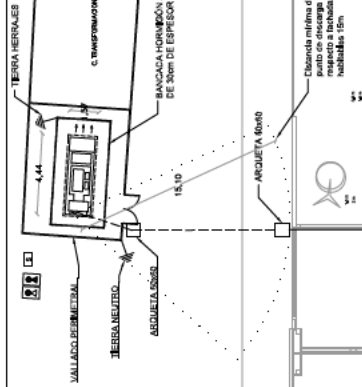 TIERRA HERRAJES
C. TRANSFORMACION
BANCADA HORMIGÓN
DE 30cm DE ESPESOR
4,44
15,10
ARQUETA 60x60
Distancia mínima d
punto de descarga
respecto a fachada
habitables 15m
VALLADO PERIMETRAL
TIERRA NEUTRO
ARQUETA 60x60